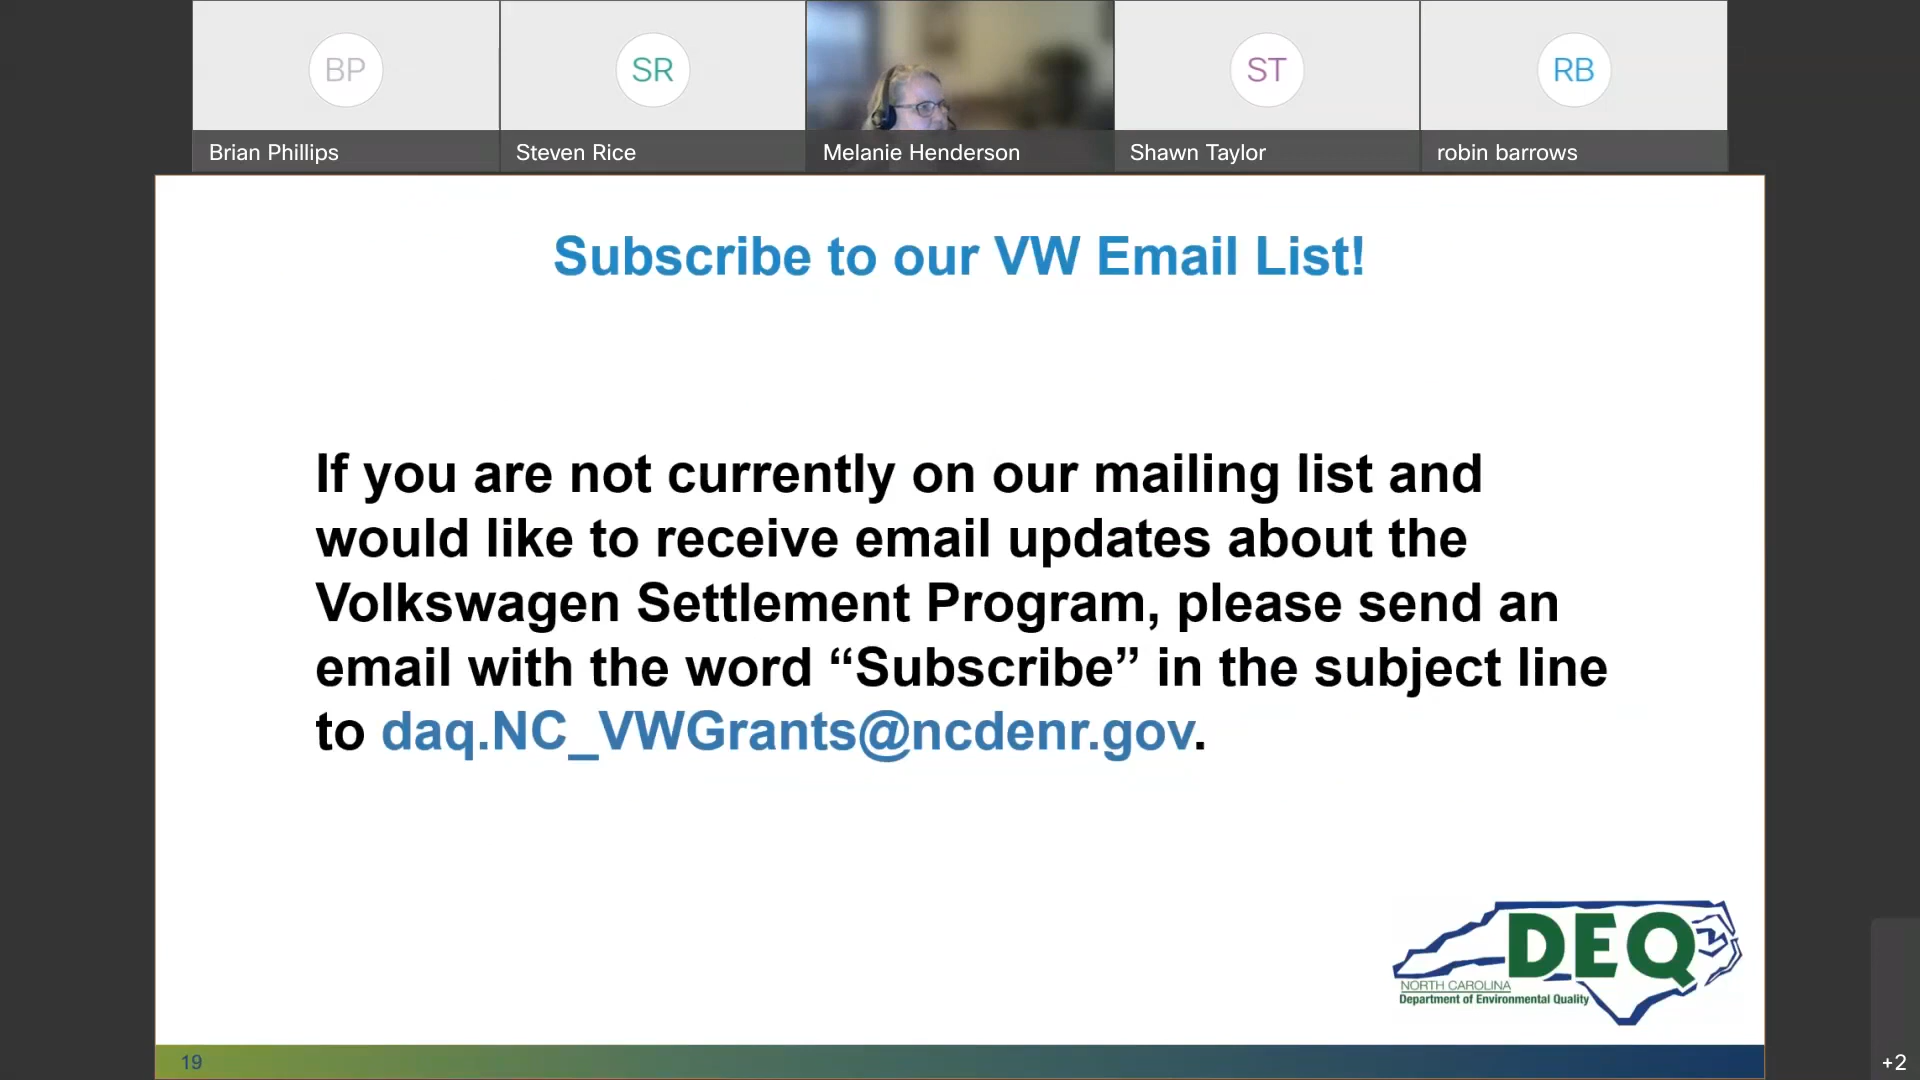 BP
SR
ST
RB
Brian Phillips
Steven Rice
Melanie Henderson
Shawn Taylor
robin barrows
Subscribe to our VW Email List!
If you are not currently on our mailing list and
would like to receive email updates about the
Volkswagen Settlement Program, please send an
email with the word “Subscribe” in the subject line
to daq.NC_VWGrants@ncdenr.gov.
DEQ
NORTH CAROLINA
Department of Environmental Quality
19
+2